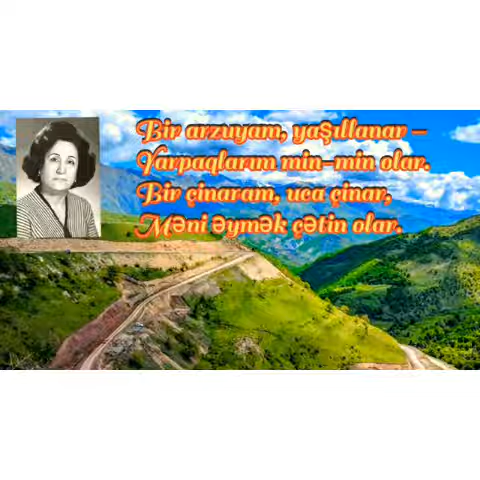 Bir arzuyam, yaşıllanar –
Yarpaqlarım min-min olar.
Bir çinaram, uca çinar,
Məni əymək çətin olar.